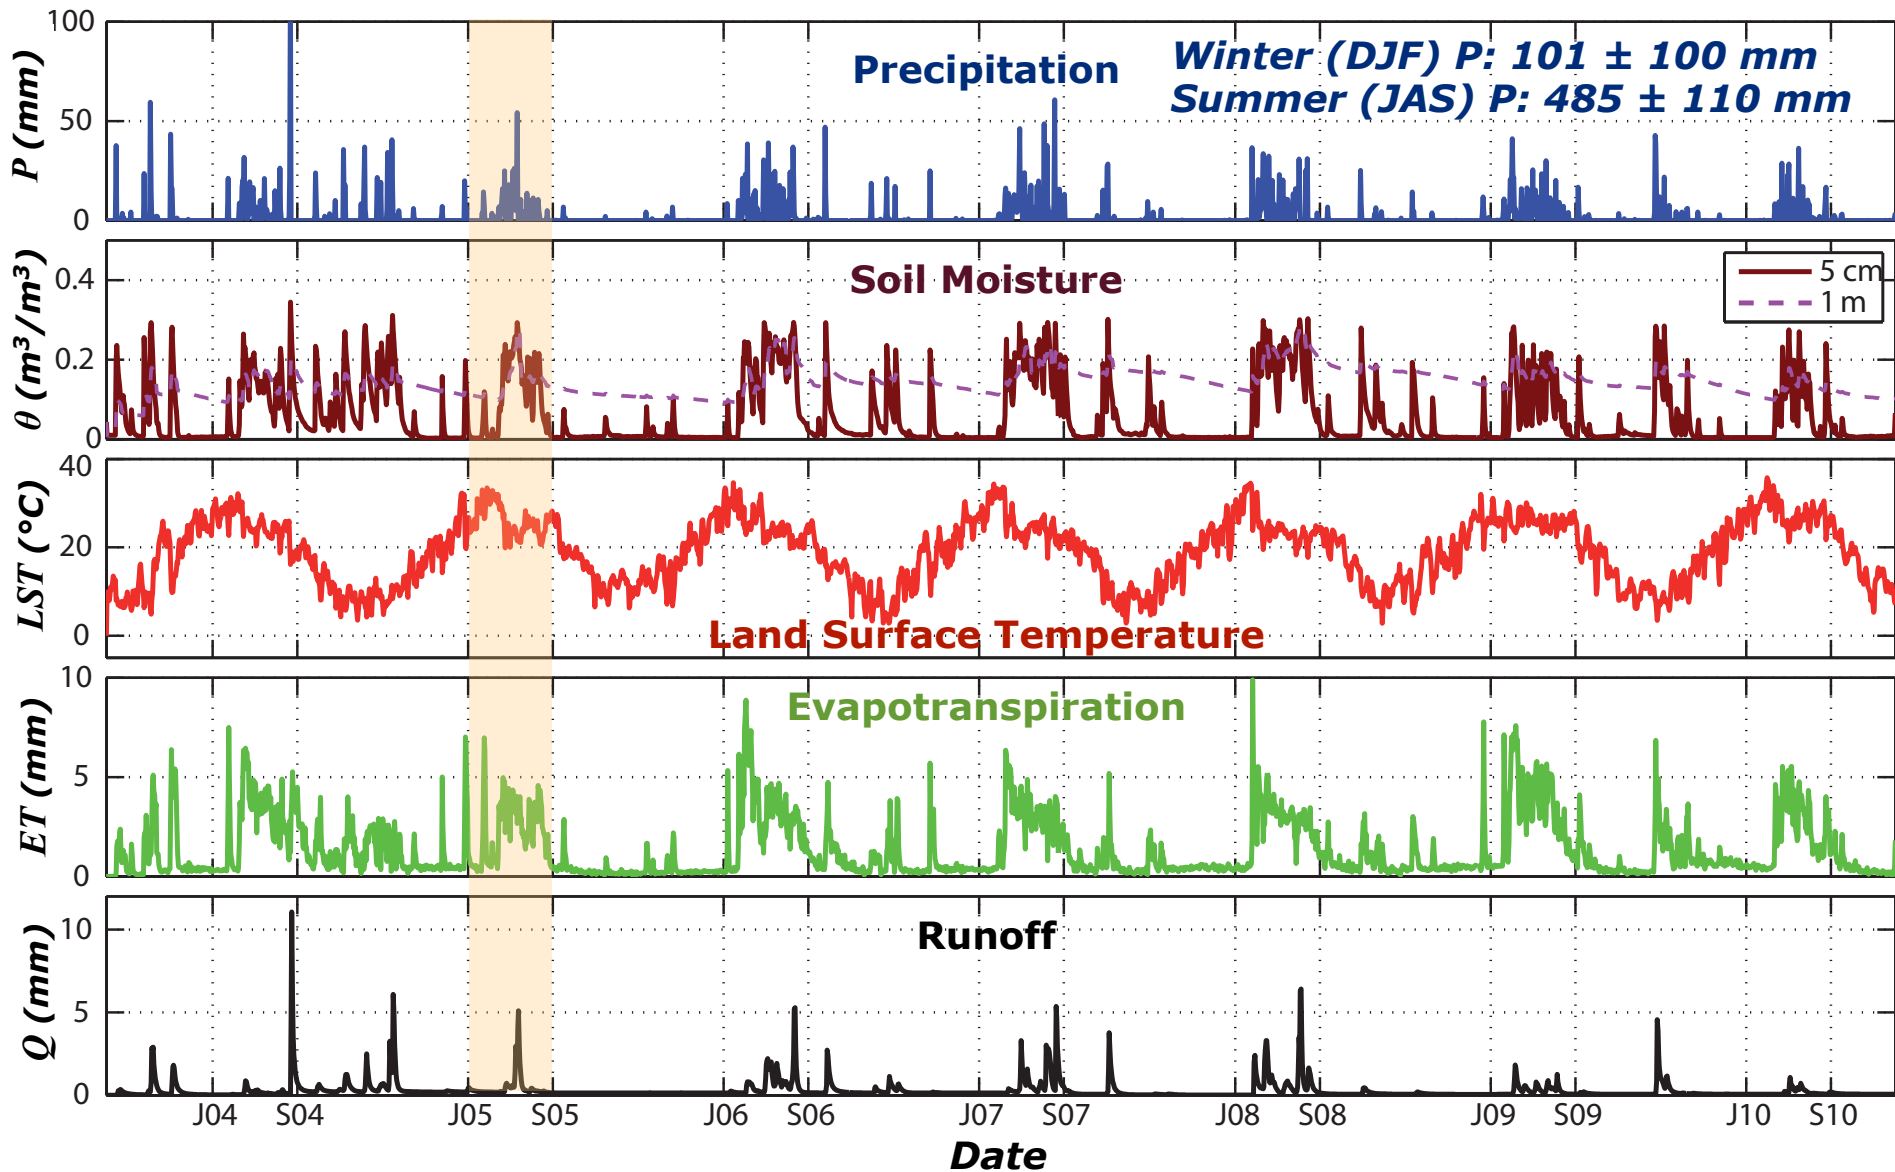 P (mm)
100
50
0
Precipitation
Winter (DJF) P: 101 ± 100 mm
Summer (JAS) P: 485 ± 110 mm
θ (m³/m³)
0.4
0.2
0
Soil Moisture
5 cm
1 m
LST (°C)
40
20
0
Land Surface Temperature
ET (mm)
10
5
0
Evapotranspiration
Q (mm)
10
5
0
Runoff
J04 S04 J05 S05 J06 S06 J07 S07 J08 S08 J09 S09 J10 S10
Date